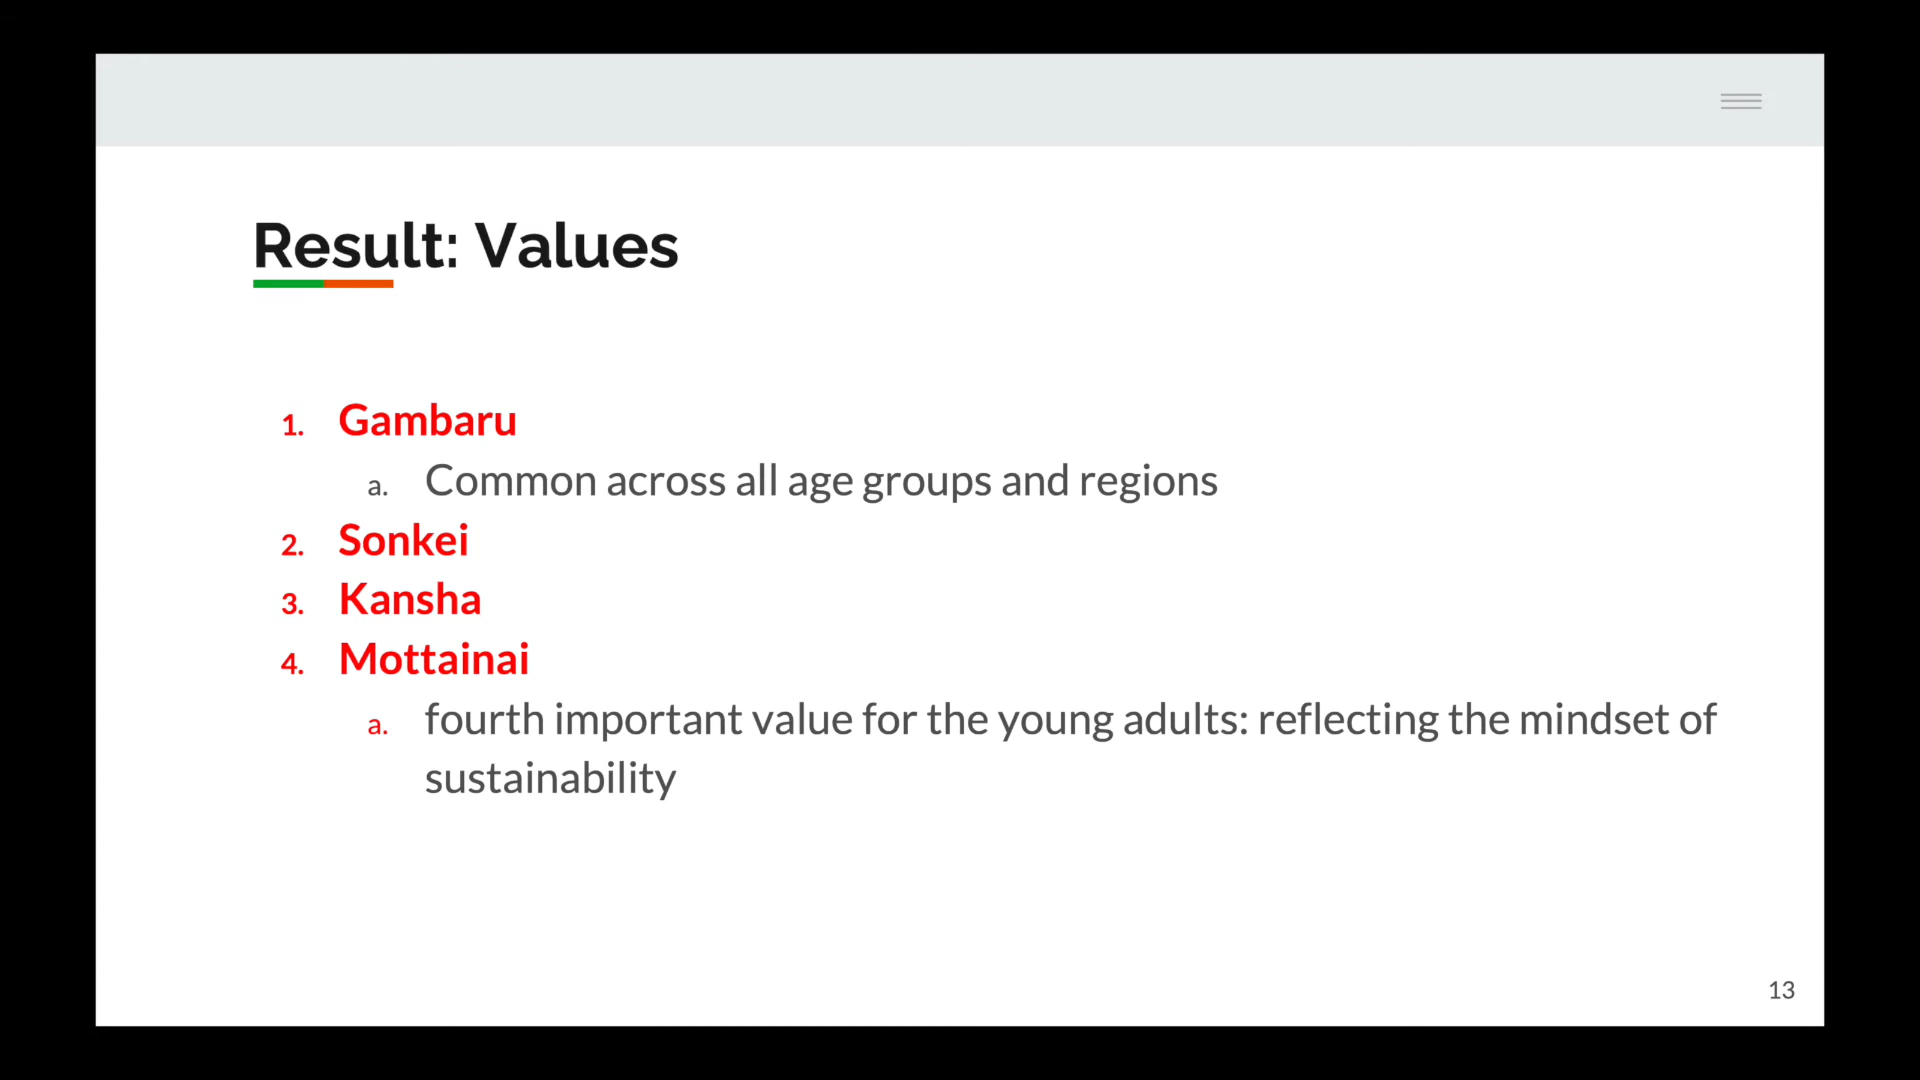 Result: Values
1. Gambaru
a. Common across all age groups and regions
2. Sonkei
3. Kansha
4. Mottainai
a. fourth important value for the young adults: reflecting the mindset of
sustainability
13